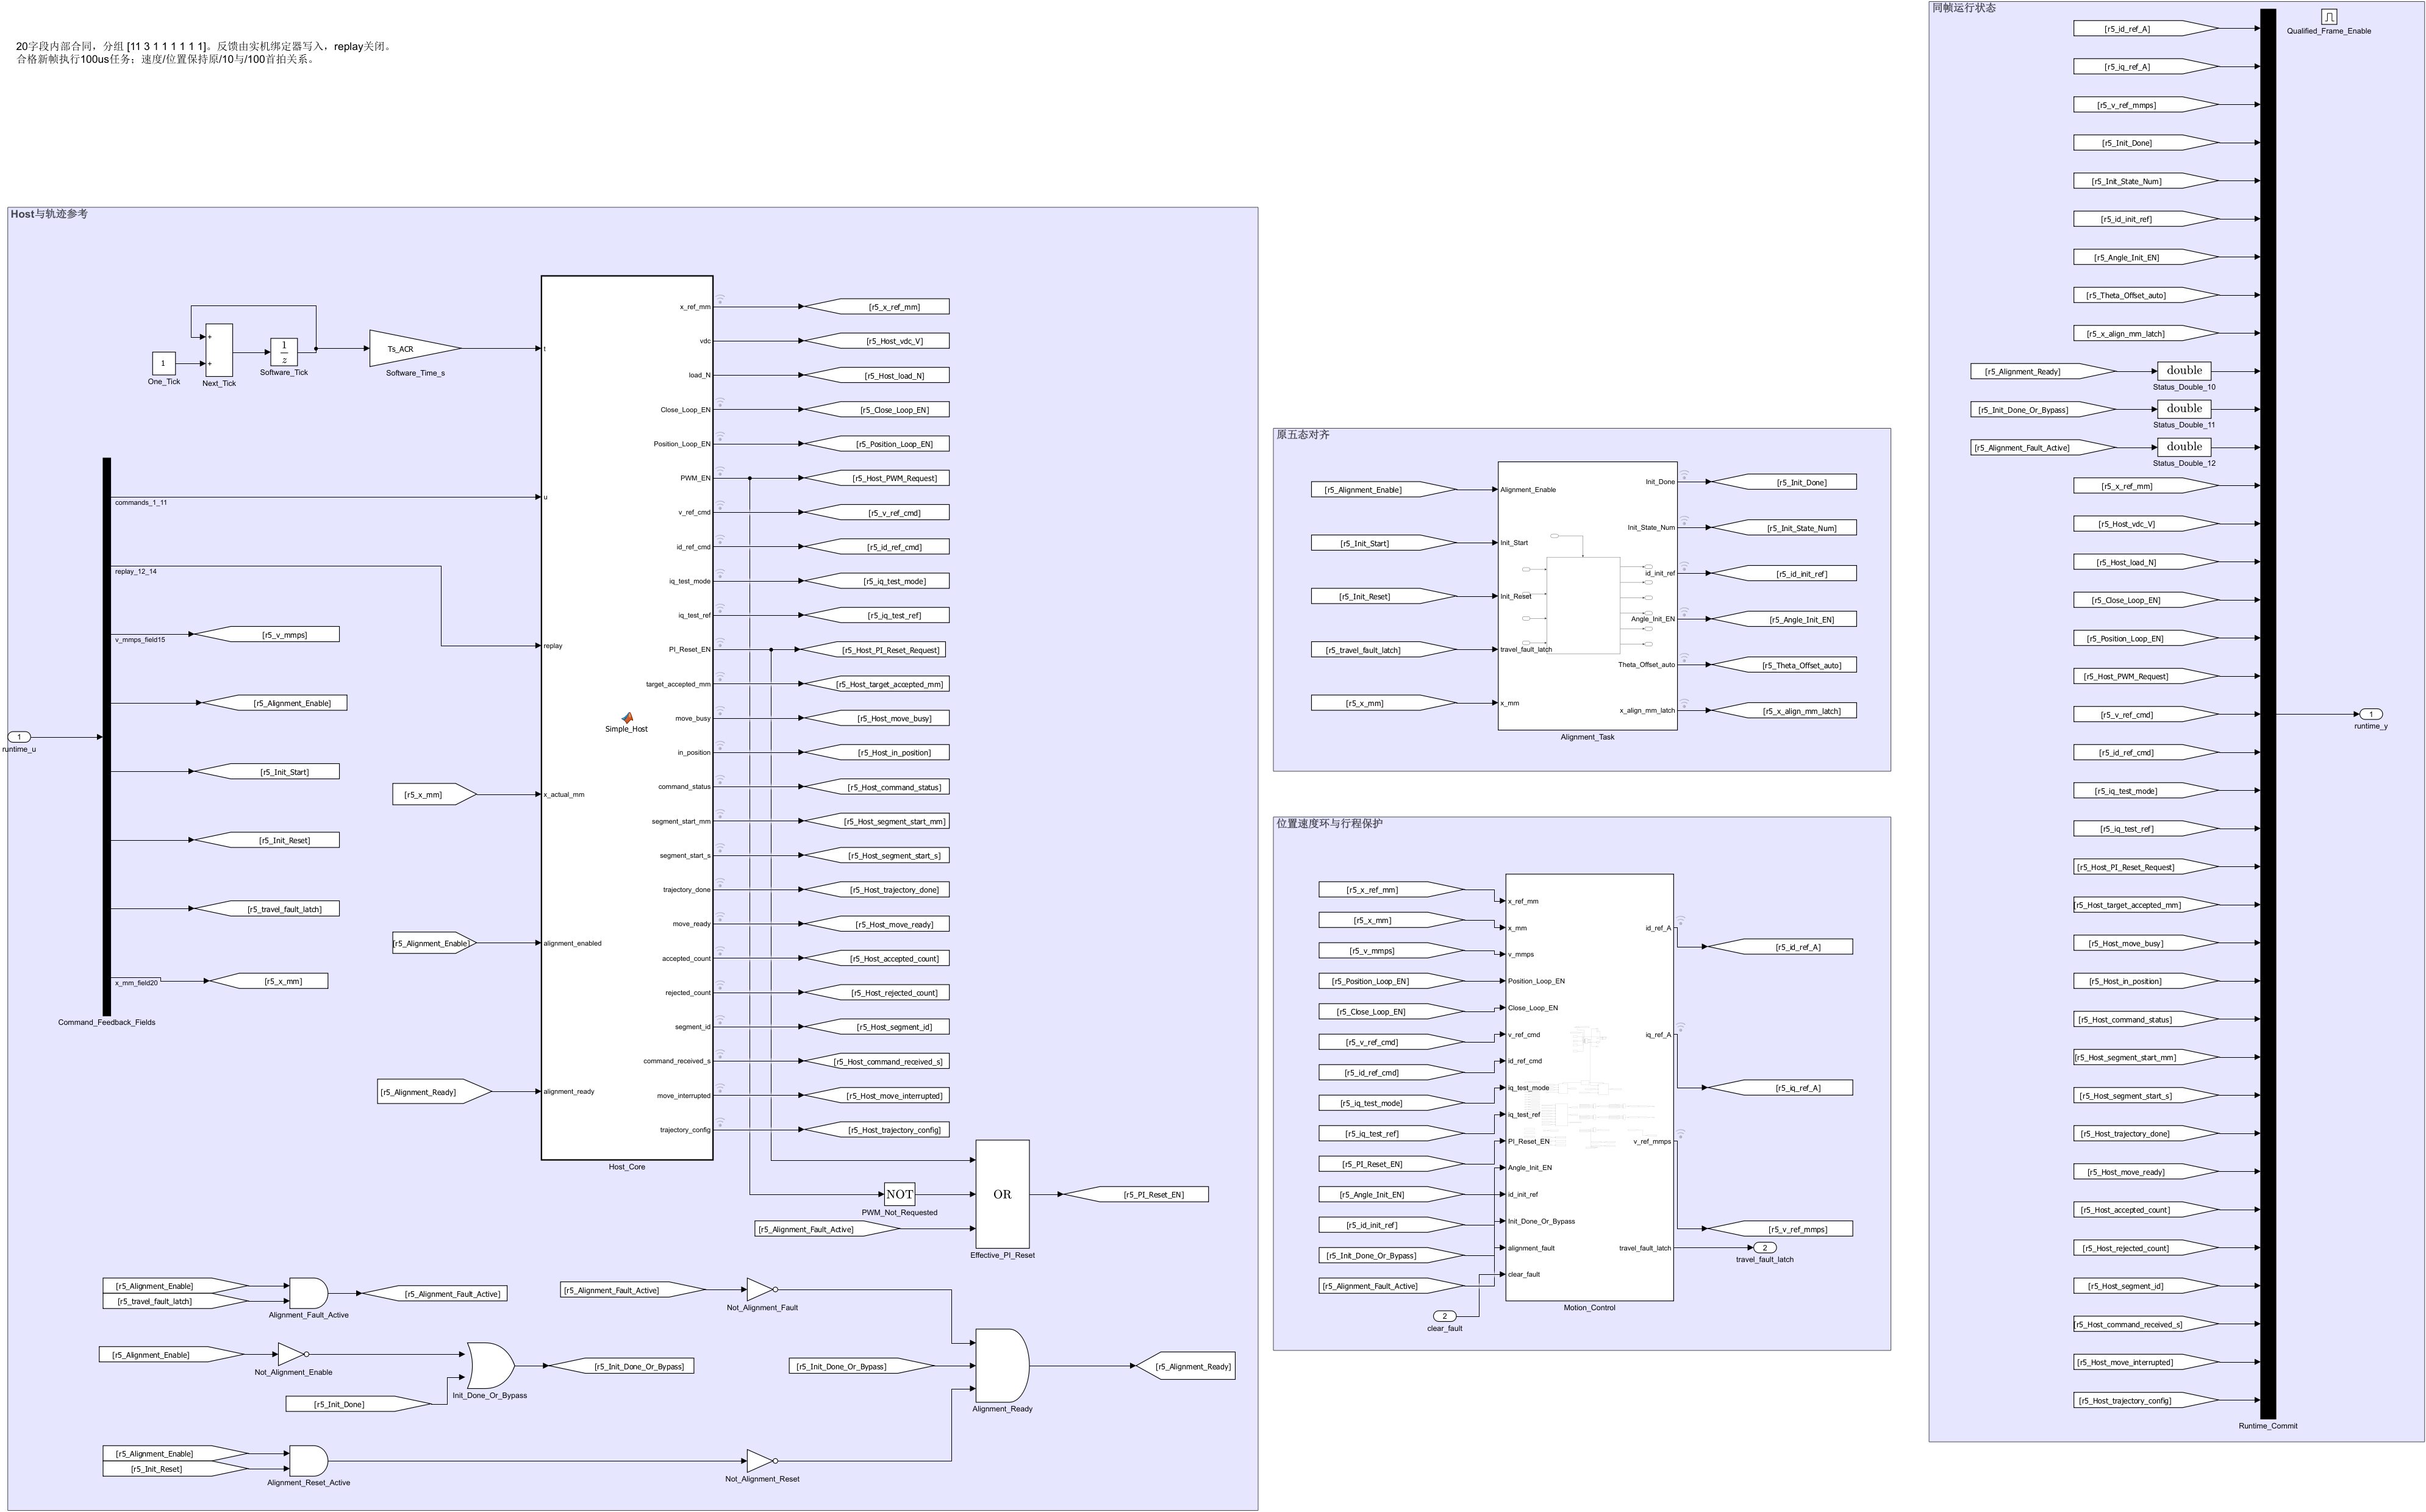 20字段内部合同，分组 [11 3 1 1 1 1 1 1]。反馈由实机绑定器写入，replay关闭。
合格新帧执行100us任务；速度/位置保持原/10与/100首拍关系。
Host与轨迹参考
1
One_Tick
+
+
Next_Tick
1
z
Software_Tick
Ts_ACR
Software_Time_s
1
runtime_u
commands_1_11
replay_12_14
v_mmps_field15
[r5_v_mmps]
[r5_Alignment_Enable]
[r5_Init_Start]
[r5_Init_Reset]
[r5_travel_fault_latch]
x_mm_field20
[r5_x_mm]
Command_Feedback_Fields
[r5_x_mm]
[r5_Alignment_Enable]
[r5_Alignment_Ready]
t
u
replay
x_actual_mm
alignment_enabled
alignment_ready
Simple_Host
Host_Core
x_ref_mm
[r5_x_ref_mm]
vdc
[r5_Host_vdc_V]
load_N
[r5_Host_load_N]
Close_Loop_EN
[r5_Close_Loop_EN]
Position_Loop_EN
[r5_Position_Loop_EN]
PWM_EN
[r5_Host_PWM_Request]
v_ref_cmd
[r5_v_ref_cmd]
id_ref_cmd
[r5_id_ref_cmd]
iq_test_mode
[r5_iq_test_mode]
iq_test_ref
[r5_iq_test_ref]
PI_Reset_EN
[r5_Host_PI_Reset_Request]
target_accepted_mm
[r5_Host_target_accepted_mm]
move_busy
[r5_Host_move_busy]
in_position
[r5_Host_in_position]
command_status
[r5_Host_command_status]
segment_start_mm
[r5_Host_segment_start_mm]
segment_start_s
[r5_Host_segment_start_s]
trajectory_done
[r5_Host_trajectory_done]
move_ready
[r5_Host_move_ready]
accepted_count
[r5_Host_accepted_count]
rejected_count
[r5_Host_rejected_count]
segment_id
[r5_Host_segment_id]
command_received_s
[r5_Host_command_received_s]
move_interrupted
[r5_Host_move_interrupted]
trajectory_config
[r5_Host_trajectory_config]
NOT
PWM_Not_Requested
[r5_Alignment_Fault_Active]
OR
Effective_PI_Reset
[r5_PI_Reset_EN]
[r5_Alignment_Enable]
[r5_travel_fault_latch]
Alignment_Fault_Active
[r5_Alignment_Fault_Active]
[r5_Alignment_Fault_Active]
Not_Alignment_Fault
[r5_Alignment_Enable]
Not_Alignment_Enable
[r5_Init_Done]
Init_Done_Or_Bypass
[r5_Init_Done_Or_Bypass]
[r5_Init_Done_Or_Bypass]
Alignment_Ready
[r5_Alignment_Ready]
[r5_Alignment_Enable]
[r5_Init_Reset]
Alignment_Reset_Active
Not_Alignment_Reset
原五态对齐
[r5_Alignment_Enable]
[r5_Init_Start]
[r5_Init_Reset]
[r5_travel_fault_latch]
[r5_x_mm]
Alignment_Enable
Init_Start
Init_Reset
travel_fault_latch
x_mm
Init_Done
Init_State_Num
id_init_ref
Angle_Init_EN
Theta_Offset_auto
x_align_mm_latch
Alignment_Task
[r5_Init_Done]
[r5_Init_State_Num]
[r5_id_init_ref]
[r5_Angle_Init_EN]
[r5_Theta_Offset_auto]
[r5_x_align_mm_latch]
位置速度环与行程保护
[r5_x_ref_mm]
[r5_x_mm]
[r5_v_mmps]
[r5_Position_Loop_EN]
[r5_Close_Loop_EN]
[r5_v_ref_cmd]
[r5_id_ref_cmd]
[r5_iq_test_mode]
[r5_iq_test_ref]
[r5_PI_Reset_EN]
[r5_Angle_Init_EN]
[r5_id_init_ref]
[r5_Init_Done_Or_Bypass]
[r5_Alignment_Fault_Active]
2
clear_fault
x_ref_mm
x_mm
v_mmps
Position_Loop_EN
Close_Loop_EN
v_ref_cmd
id_ref_cmd
iq_test_mode
iq_test_ref
PI_Reset_EN
Angle_Init_EN
id_init_ref
Init_Done_Or_Bypass
alignment_fault
clear_fault
id_ref_A
iq_ref_A
v_ref_mmps
travel_fault_latch
Motion_Control
[r5_id_ref_A]
[r5_iq_ref_A]
[r5_v_ref_mmps]
2
travel_fault_latch
同帧运行状态
Qualified_Frame_Enable
[r5_id_ref_A]
[r5_iq_ref_A]
[r5_v_ref_mmps]
[r5_Init_Done]
[r5_Init_State_Num]
[r5_id_init_ref]
[r5_Angle_Init_EN]
[r5_Theta_Offset_auto]
[r5_x_align_mm_latch]
[r5_Alignment_Ready]
double
Status_Double_10
[r5_Init_Done_Or_Bypass]
double
Status_Double_11
[r5_Alignment_Fault_Active]
double
Status_Double_12
[r5_x_ref_mm]
[r5_Host_vdc_V]
[r5_Host_load_N]
[r5_Close_Loop_EN]
[r5_Position_Loop_EN]
[r5_Host_PWM_Request]
[r5_v_ref_cmd]
[r5_id_ref_cmd]
[r5_iq_test_mode]
[r5_iq_test_ref]
[r5_Host_PI_Reset_Request]
[r5_Host_target_accepted_mm]
[r5_Host_move_busy]
[r5_Host_in_position]
[r5_Host_command_status]
[r5_Host_segment_start_mm]
[r5_Host_segment_start_s]
[r5_Host_trajectory_done]
[r5_Host_move_ready]
[r5_Host_accepted_count]
[r5_Host_rejected_count]
[r5_Host_segment_id]
[r5_Host_command_received_s]
[r5_Host_move_interrupted]
[r5_Host_trajectory_config]
Runtime_Commit
1
runtime_y